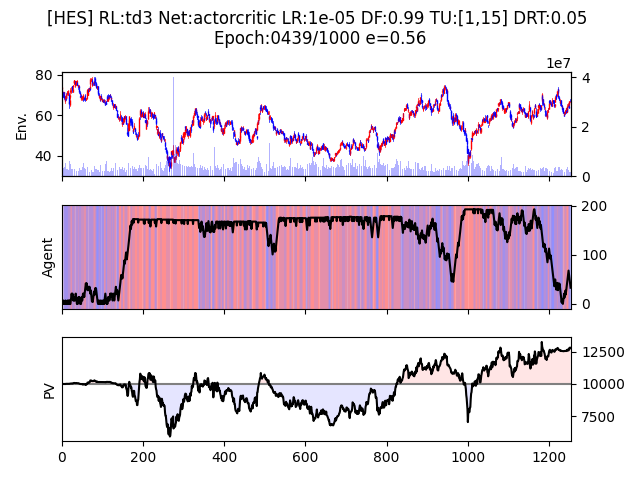 [HES] RL:td3 Net:actorcritic LR:1e-05 DF:0.99 TU:[1,15] DRT:0.05
Epoch:0439/1000 e=0.56
1e7
80
60
40
Env.
4
2
0
Agent
200
100
0
PV
12500
10000
7500
0 200 400 600 800 1000 1200